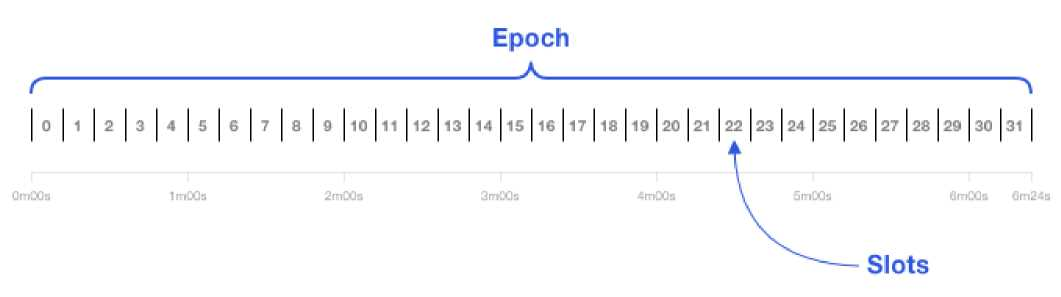 Epoch
0 1 2 3 4 5 6 7 8 9 10 11 12 13 14 15 16 17 18 19 20 21 22 23 24 25 26 27 28 29 30 31
0m00s 1m00s 2m00s 3m00s 4m00s 5m00s 6m00s 6m24s
Slots